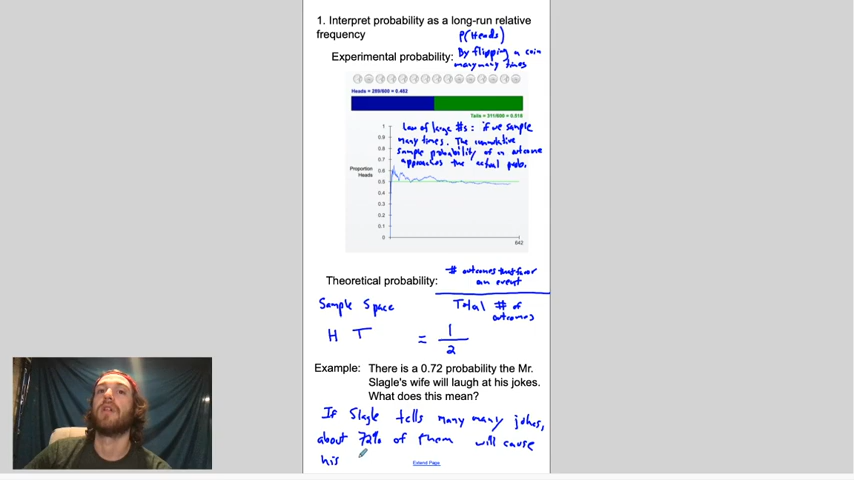 1. Interpret probability as a long-run relative
frequency
P(Heads)
Experimental probability:
By flipping a coin
many many times
Heads = 289/600 = 0.482
Tails = 311/600 = 0.518
Law of large #s: if we sample
many times. The cumulative
sample probability of an outcome
approaches the actual prob.
1
0.9
0.8
0.7
0.6
0.5
0.4
0.3
0.2
0.1
0
Proportion
Heads
642
Theoretical probability:
# outcomes that favor
an event
Total # of
outcomes
Sample Space
H T
= 1
2
Example: There is a 0.72 probability the Mr.
Slagle's wife will laugh at his jokes.
What does this mean?
If Slagle tells many many jokes,
about 72% of them will cause
his
Extend Page